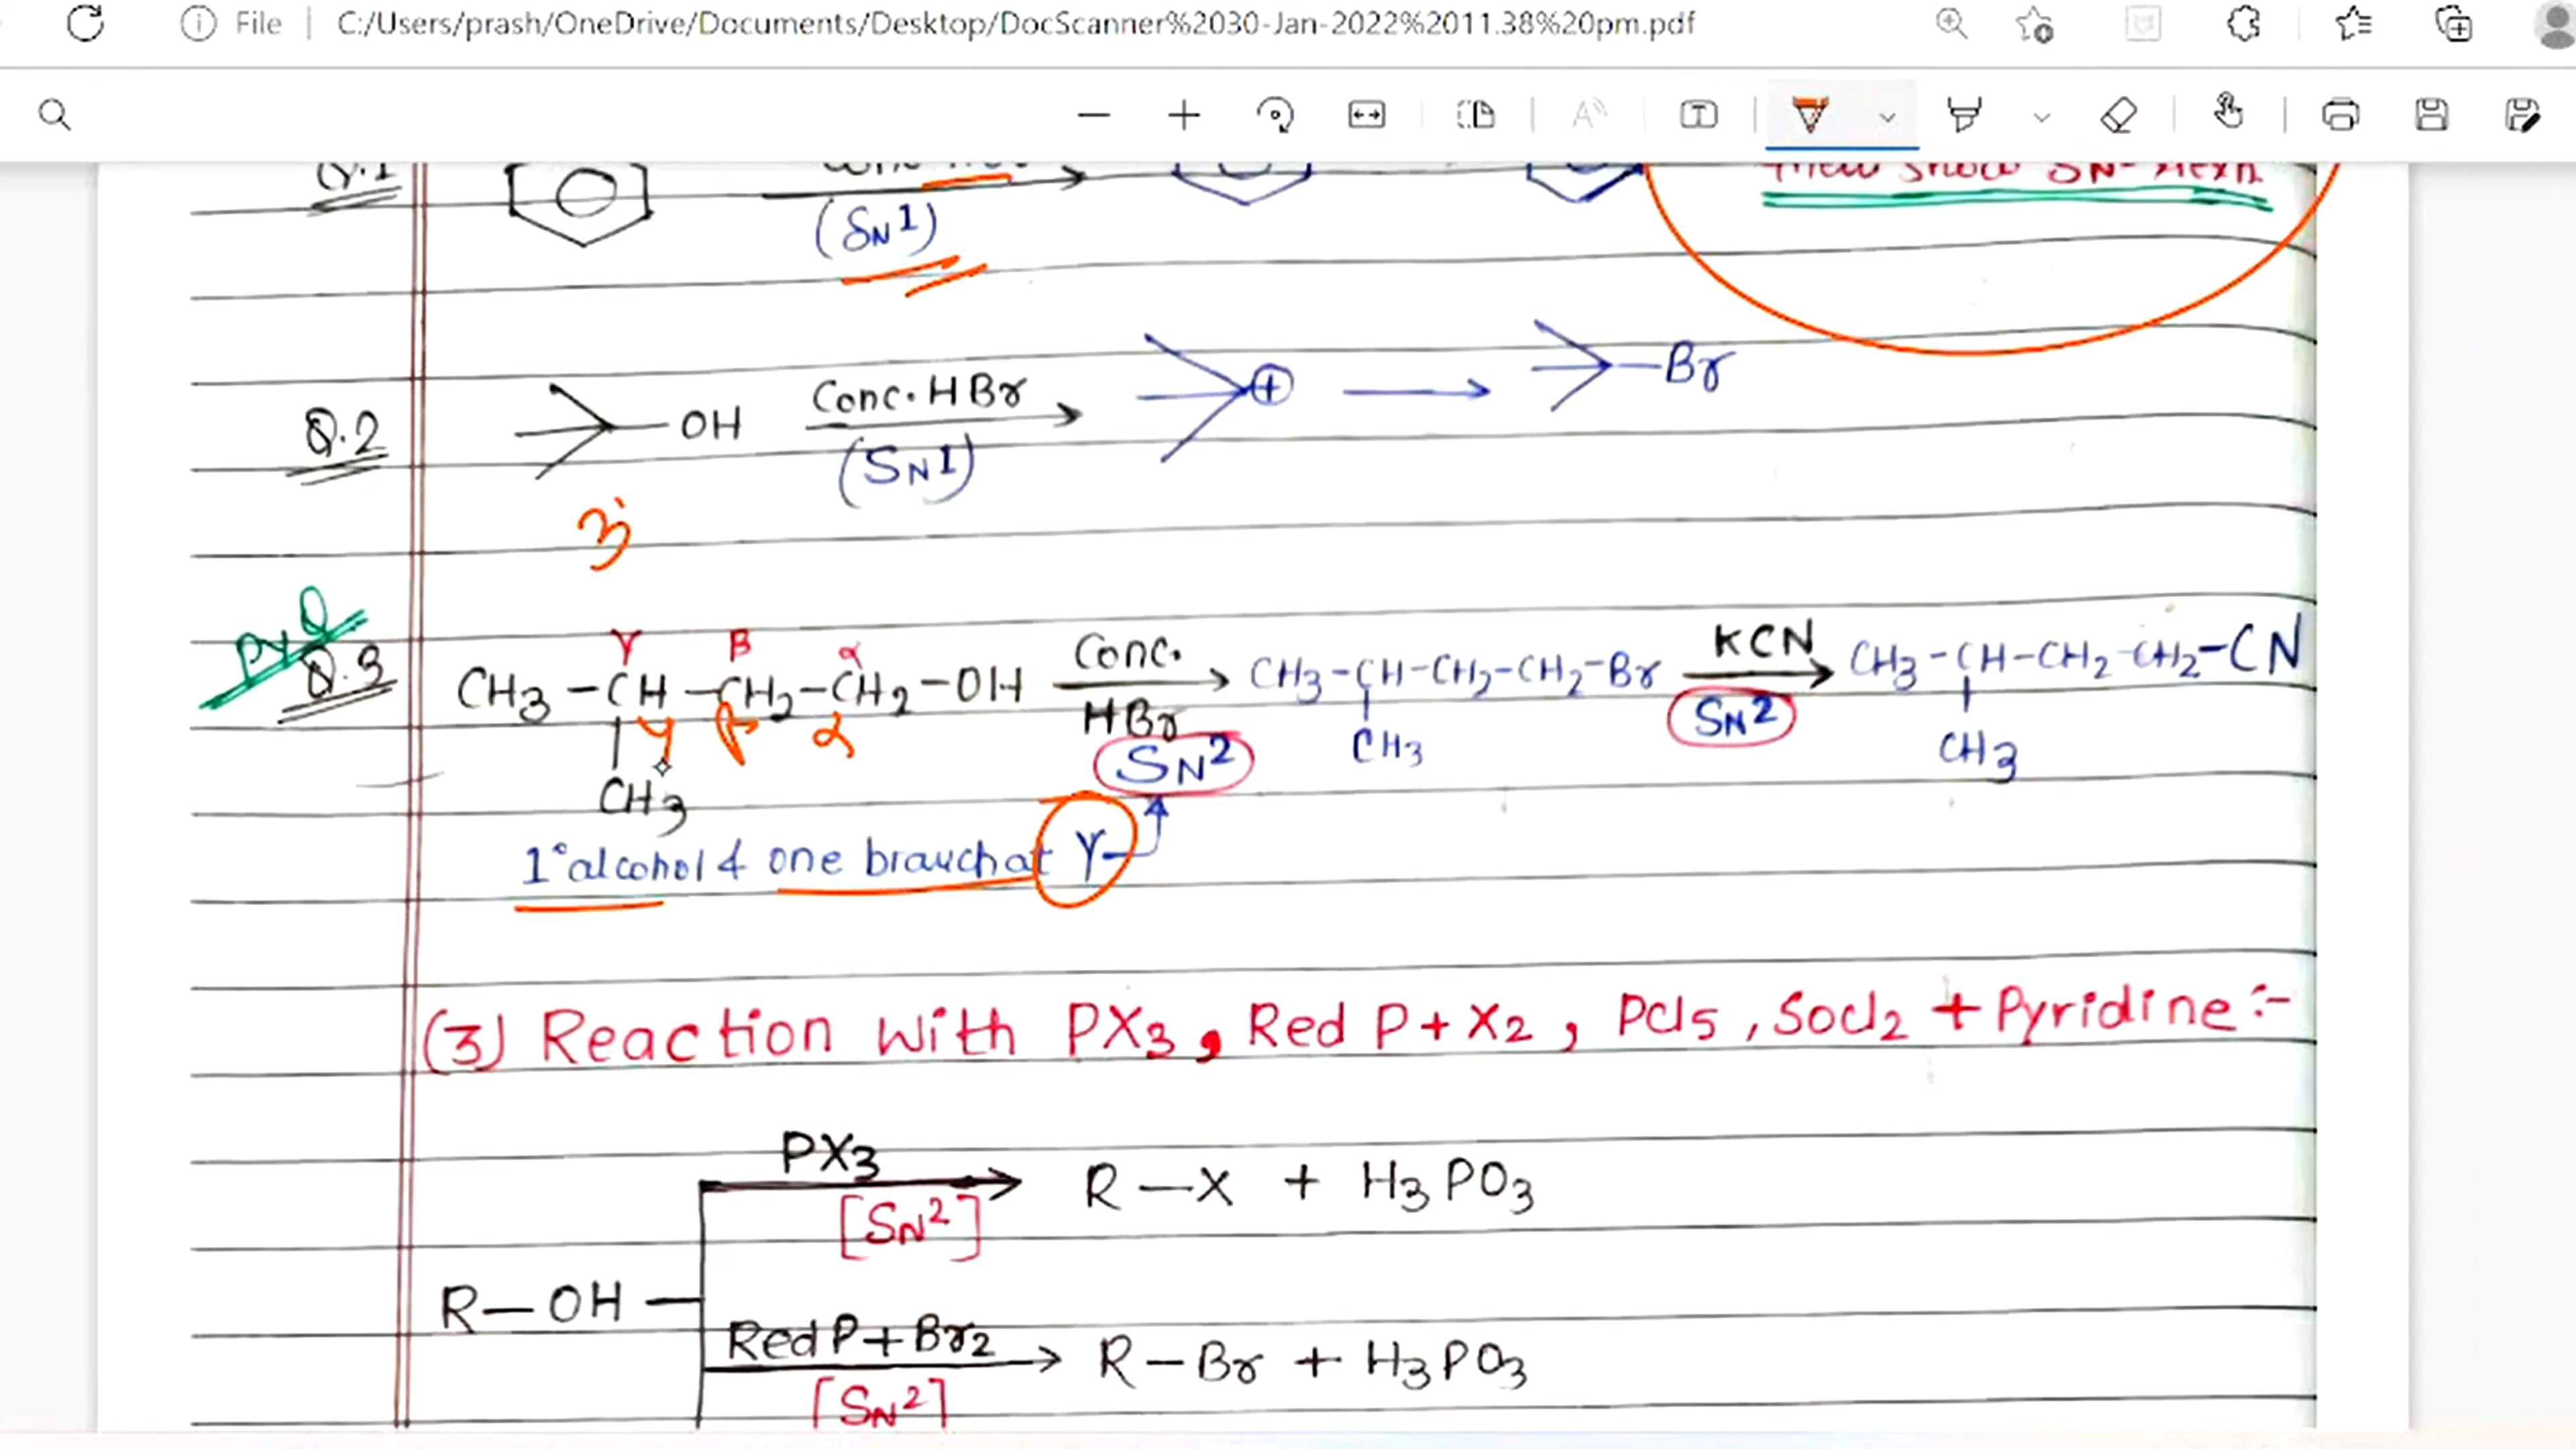 File | C:/Users/prash/OneDrive/Documents/Desktop/DocScanner%2030-Jan-2022%2011.38%20pm.pdf
Q.1
(SN1)
Q.2 OH Conc. HBr (SN1) ⊕ → -Br
3°
PYQ
Q.3 CH3-CH-CH2-CH2-OH Conc. HBr SN2 → CH3-CH-CH2-CH2-Br KCN SN2 → CH3-CH-CH2-CH2-CN
γ β α
γ β α
CH3 CH3 CH3
1° alcohol & one branch at γ
(3) Reaction with PX3, Red P + X2, PCl5, SOCl2 + Pyridine :-
PX3 → R-X + H3PO3
[SN2]
R-OH
Red P + Br2 → R-Br + H3PO3
[SN2]